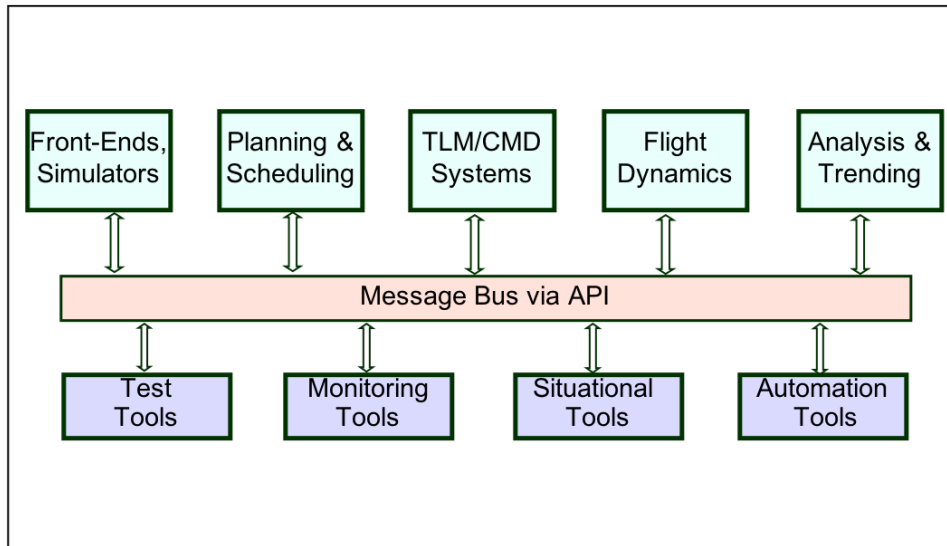 Front-Ends,
Simulators
Planning &
Scheduling
TLM/CMD
Systems
Flight
Dynamics
Analysis &
Trending
Message Bus via API
Test
Tools
Monitoring
Tools
Situational
Tools
Automation
Tools